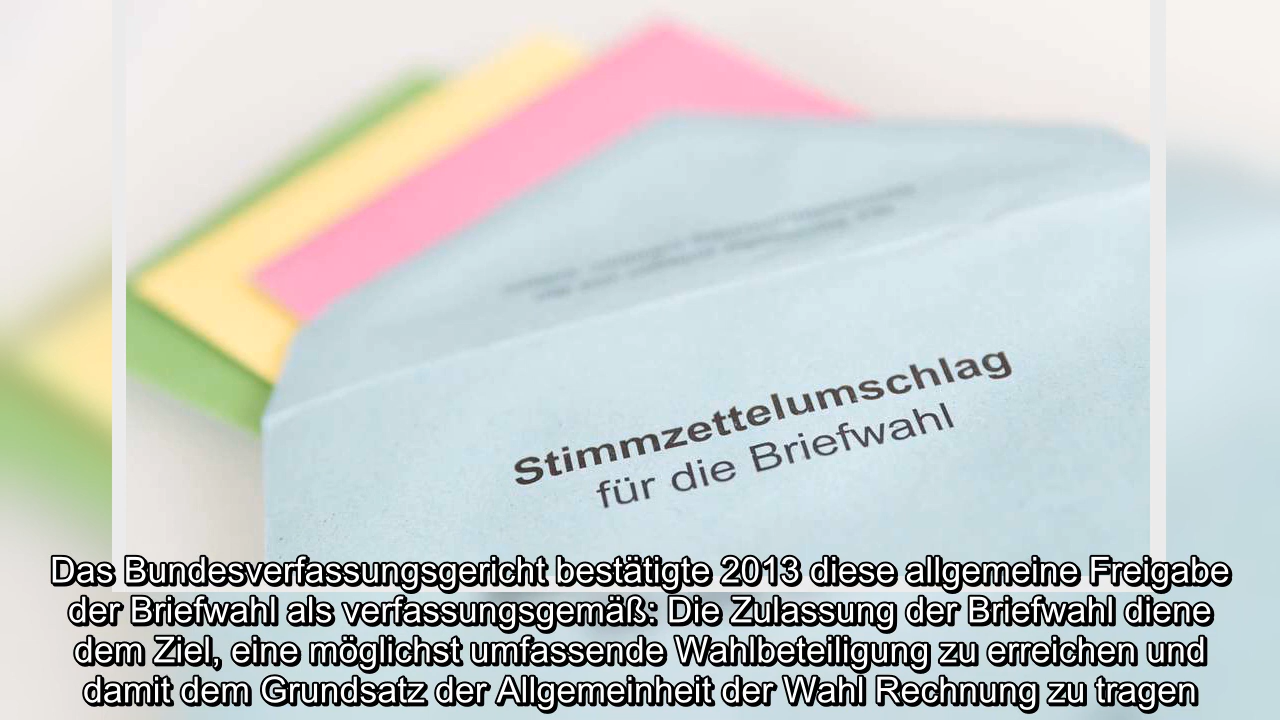 Stimmzettelumschlag
für die Briefwahl
Das Bundesverfassungsgericht bestätigte 2013 diese allgemeine Freigabe
der Briefwahl als verfassungsgemäß: Die Zulassung der Briefwahl diene
dem Ziel, eine möglichst umfassende Wahlbeteiligung zu erreichen und
damit dem Grundsatz der Allgemeinheit der Wahl Rechnung zu tragen